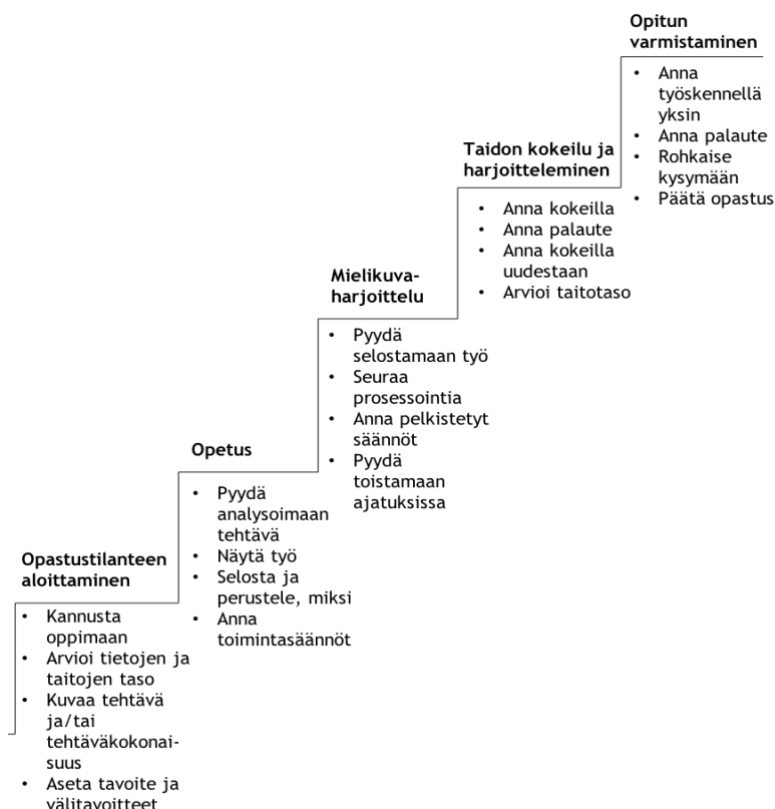 Opitun
varmistaminen
• Anna
työskennellä
yksin
• Anna palaute
• Rohkaise
kysymään
• Päätä opastus
Taidon kokeilu ja
harjoitteleminen
• Anna kokeilla
• Anna palaute
• Anna kokeilla
uudestaan
• Arvioi taitotaso
Mielikuva-
harjoittelu
• Pyydä
selostamaan työ
• Seuraa
prosessointia
• Anna pelkistetyt
säännöt
• Pyydä
toistamaan
ajatuksissa
Opetus
• Pyydä
analysoimaan
tehtävä
• Näytä työ
• Selosta ja
perustele, miksi
• Anna
toimintasäännöt
Opastustilanteen
aloittaminen
• Kannusta
oppimaan
• Arvioi tietojen ja
taitojen taso
• Kuvaa tehtävä
ja/tai
tehtäväkokonai-
suus
• Aseta tavoite ja
välitavoitteet